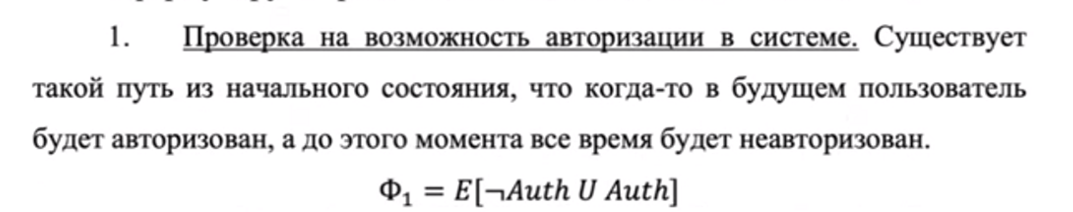 1. Проверка на возможность авторизации в системе. Существует
такой путь из начального состояния, что когда-то в будущем пользователь
будет авторизован, а до этого момента все время будет неавторизован.
Φ₁ = E[¬Auth U Auth]